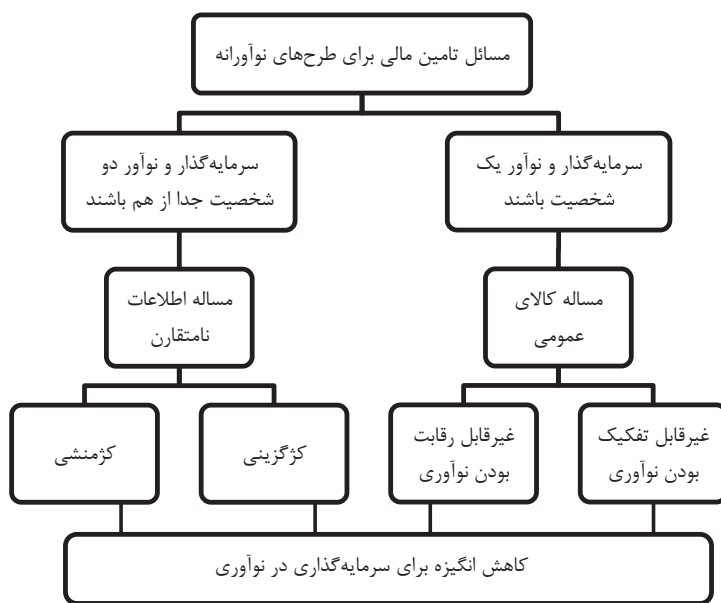 مسائل تامین مالی برای طرح‌های نوآورانه
سرمایه‌گذار و نوآور یک
شخصیت باشند
سرمایه‌گذار و نوآور دو
شخصیت جدا از هم باشند
مساله کالای
عمومی
مساله اطلاعات
نامتقارن
غیرقابل تفکیک
بودن نوآوری
غیرقابل رقابت
بودن نوآوری
کژگزینی
کژمنشی
کاهش انگیزه برای سرمایه‌گذاری در نوآوری